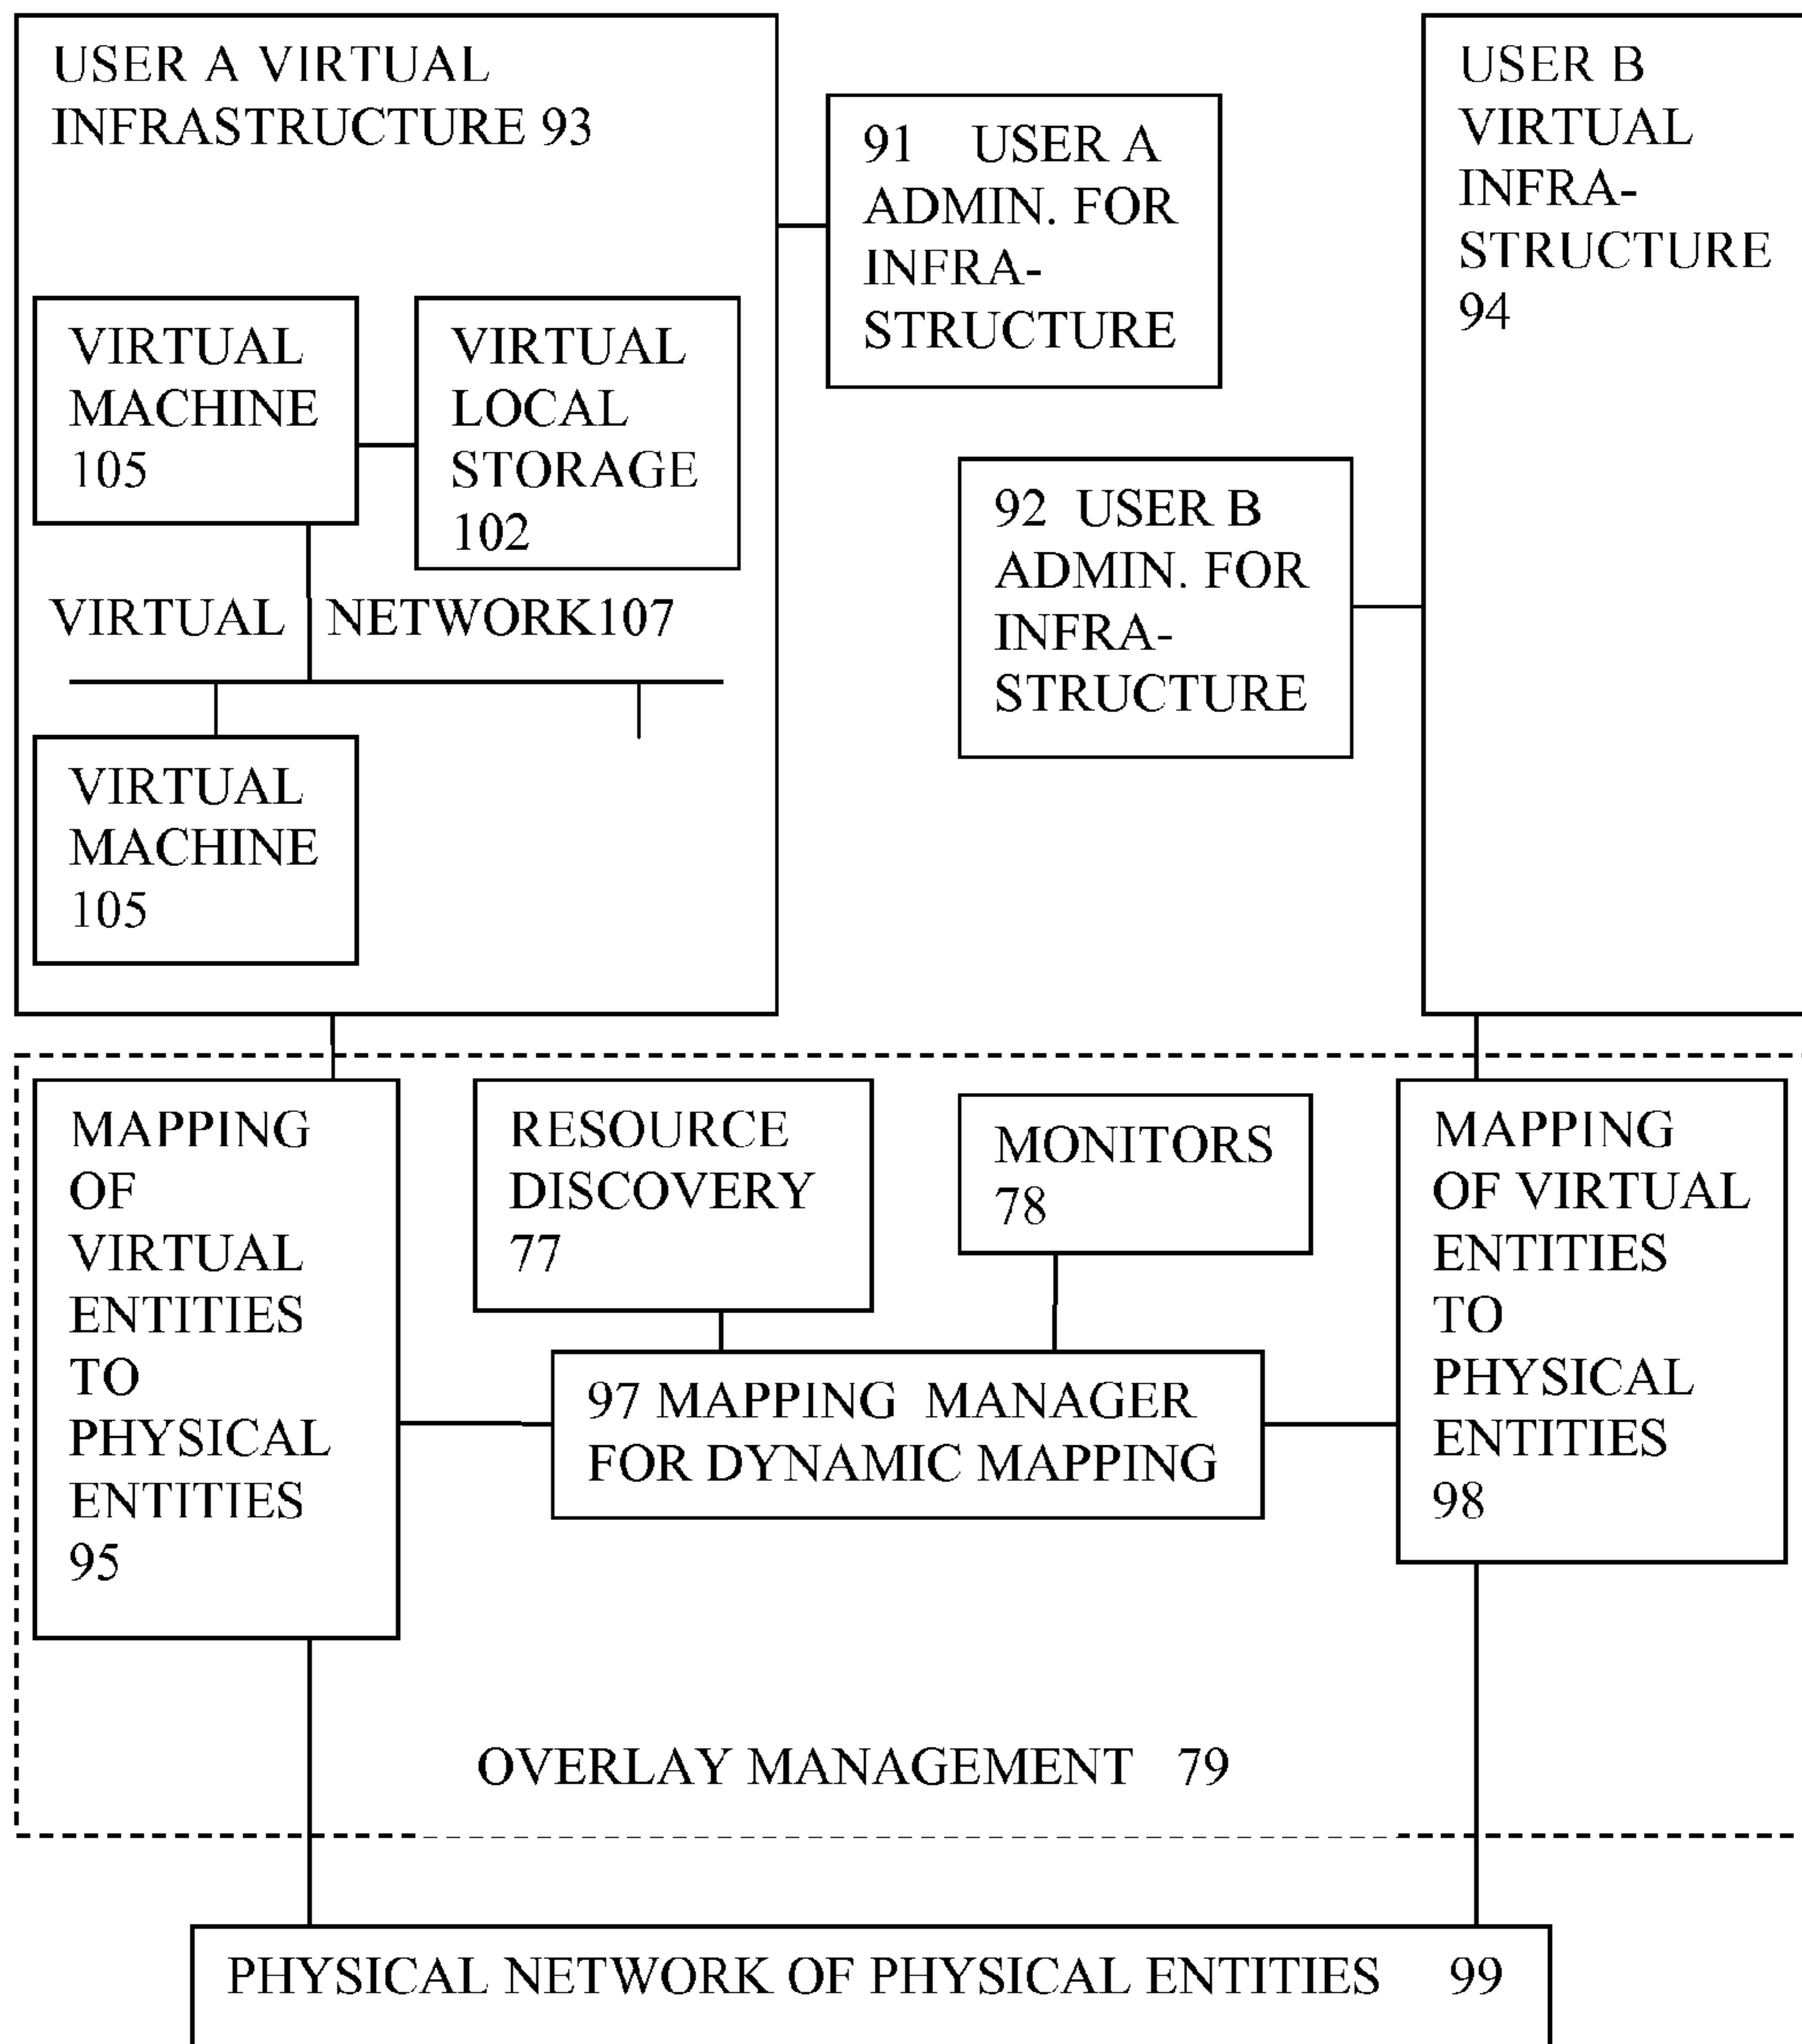 USER A VIRTUAL
INFRASTRUCTURE 93
91 USER A
ADMIN. FOR
INFRA-
STRUCTURE
USER B
VIRTUAL
INFRA-
STRUCTURE
94
VIRTUAL
MACHINE
105
VIRTUAL
LOCAL
STORAGE
102
92 USER B
ADMIN. FOR
INFRA-
STRUCTURE
VIRTUAL NETWORK107
VIRTUAL
MACHINE
105
MAPPING
OF
VIRTUAL
ENTITIES
TO
PHYSICAL
ENTITIES
95
RESOURCE
DISCOVERY
77
MONITORS
78
MAPPING
OF VIRTUAL
ENTITIES
TO
PHYSICAL
ENTITIES
98
97 MAPPING MANAGER
FOR DYNAMIC MAPPING
OVERLAY MANAGEMENT 79
PHYSICAL NETWORK OF PHYSICAL ENTITIES 99